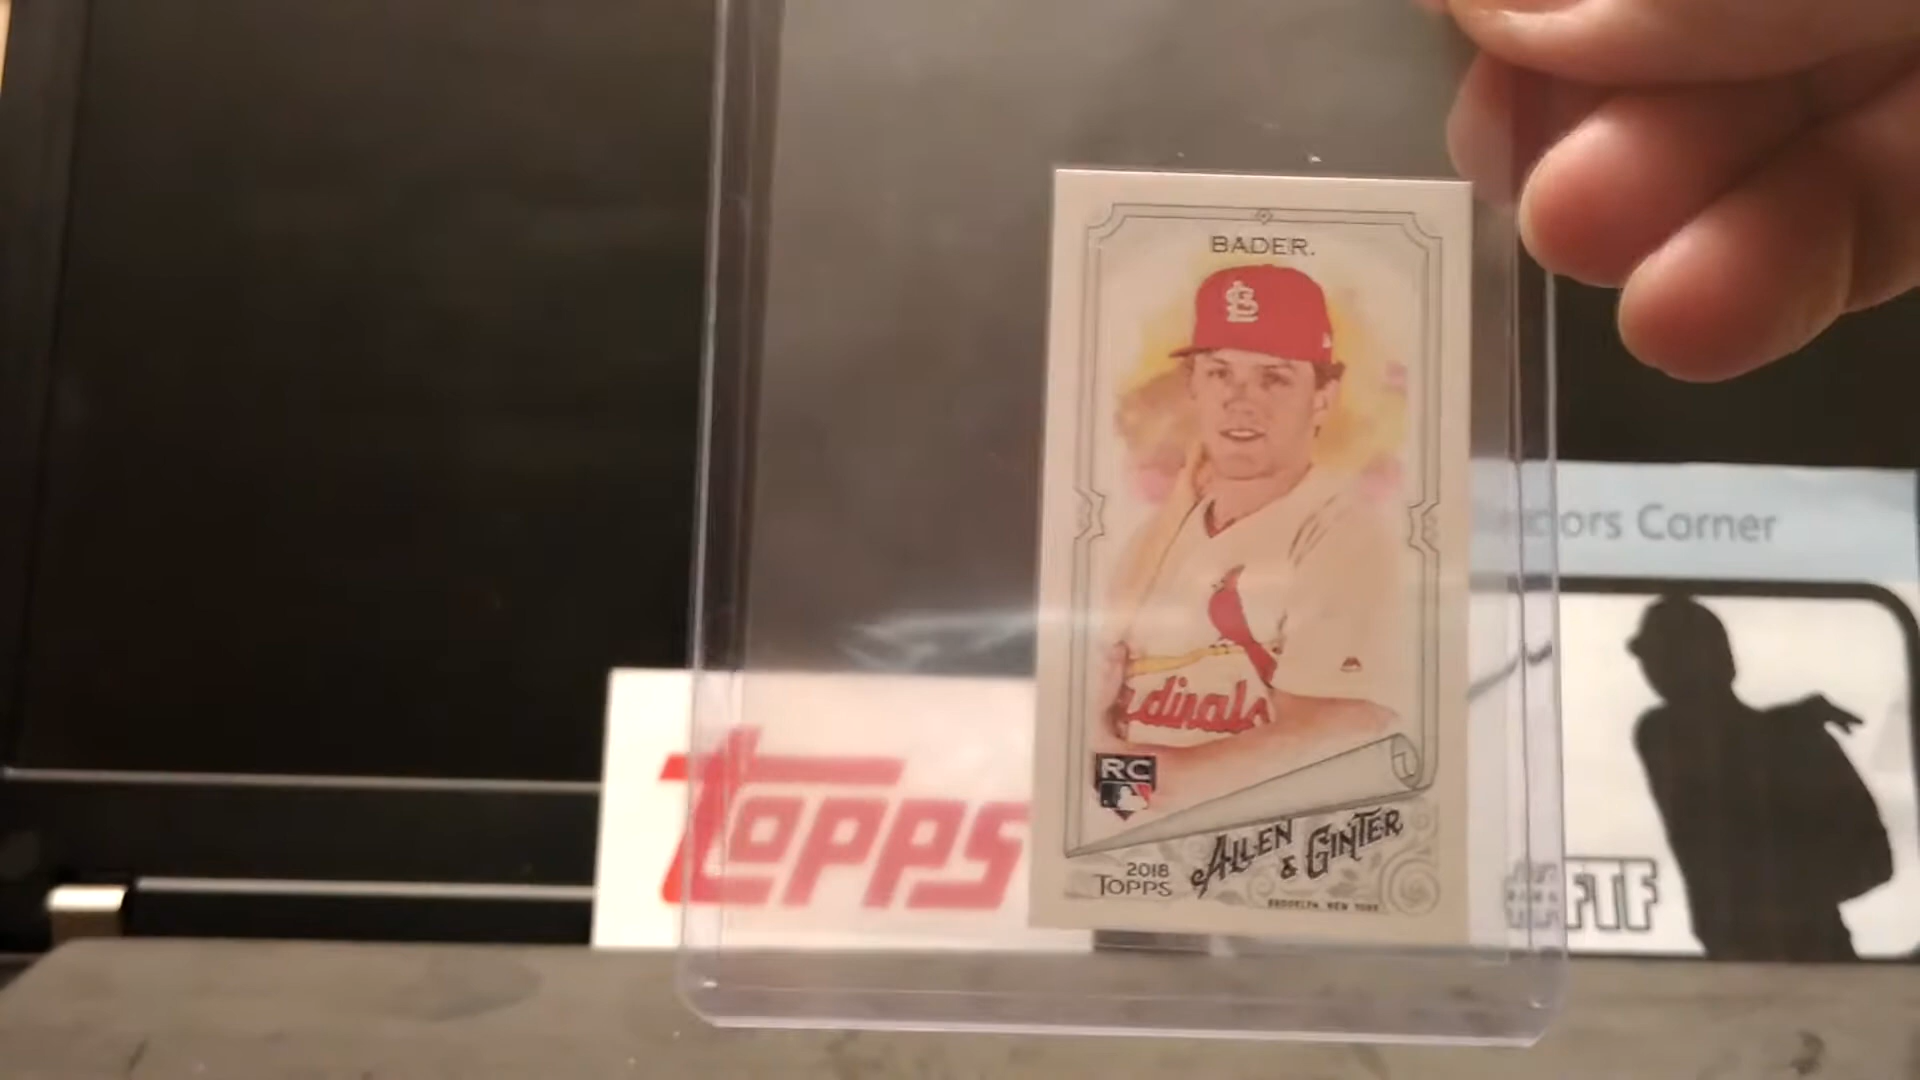 BADER.
Cardinals
RC
2018
TOPPS
ALLEN
& GINTER
BROOKLYN, NEW YORK
TOPPS
Corner
FTF